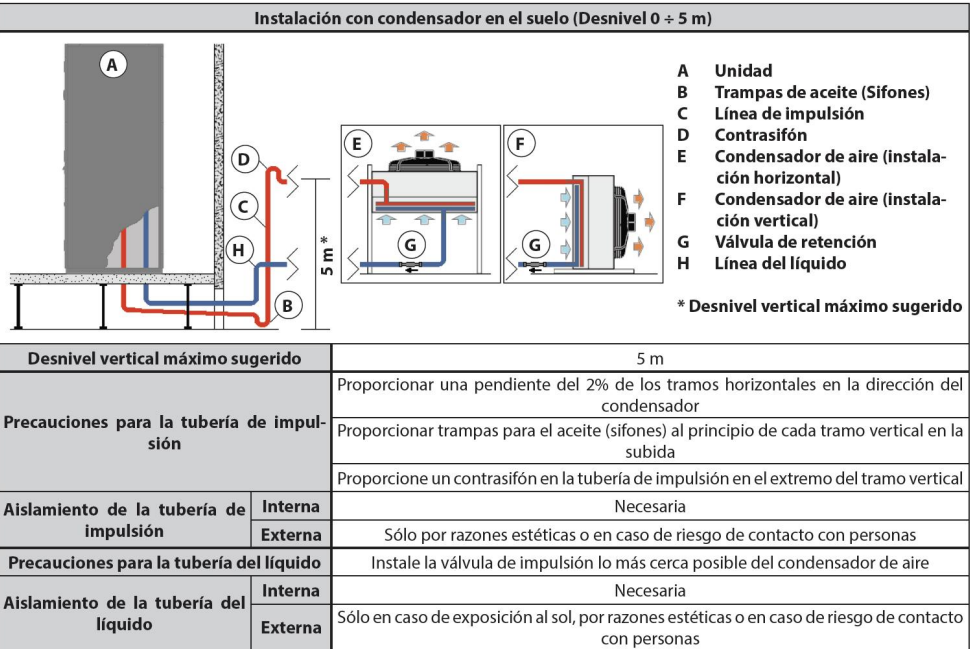 Instalación con condensador en el suelo (Desnivel 0 ÷ 5 m)
A
D
C
H
B
5 m *
E
G
F
G
A Unidad
B Trampas de aceite (Sifones)
C Línea de impulsión
D Contrasifón
E Condensador de aire (instala-
ción horizontal)
F Condensador de aire (instala-
ción vertical)
G Válvula de retención
H Línea del líquido
* Desnivel vertical máximo sugerido
Desnivel vertical máximo sugerido 5 m
Precauciones para la tubería de impul-
sión
Proporcionar una pendiente del 2% de los tramos horizontales en la dirección del
condensador
Proporcionar trampas para el aceite (sifones) al principio de cada tramo vertical en la
subida
Proporcione un contrasifón en la tubería de impulsión en el extremo del tramo vertical
Aislamiento de la tubería de
impulsión
Interna Necesaria
Externa Sólo por razones estéticas o en caso de riesgo de contacto con personas
Precauciones para la tubería del líquido Instale la válvula de impulsión lo más cerca posible del condensador de aire
Aislamiento de la tubería del
líquido
Interna Necesaria
Externa Sólo en caso de exposición al sol, por razones estéticas o en caso de riesgo de contacto
con personas